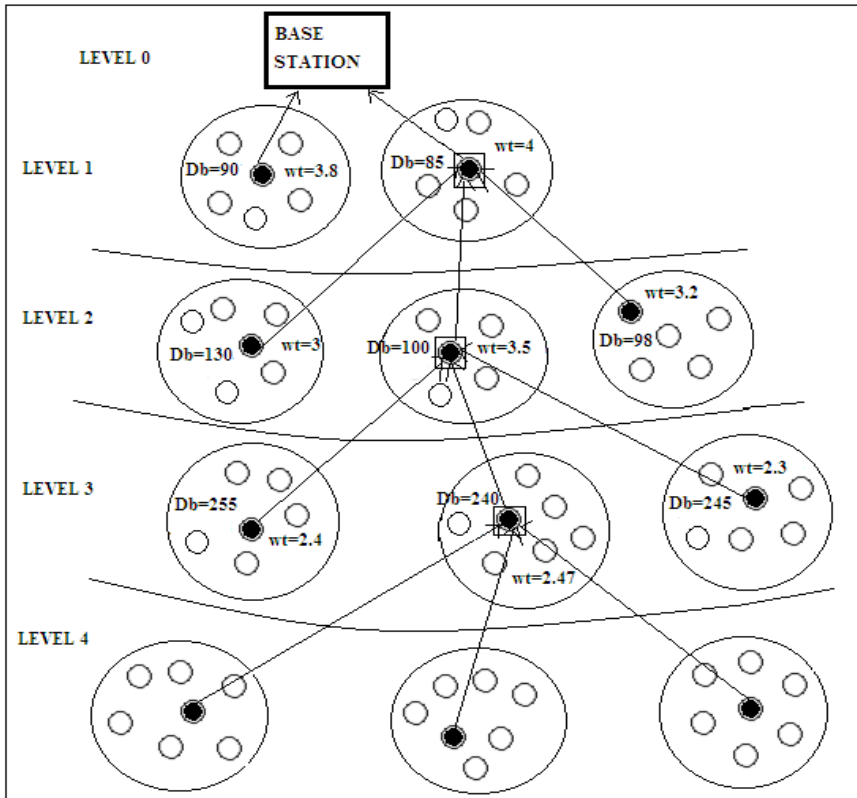 BASE
STATION
LEVEL 0
LEVEL 1
Db=90
wt=3.8
Db=85
wt=4
LEVEL 2
Db=130
wt=3
Db=100
wt=3.5
wt=3.2
Db=98
LEVEL 3
Db=255
wt=2.4
Db=240
wt=2.47
wt=2.3
Db=245
LEVEL 4